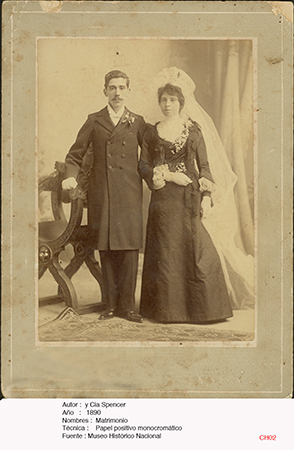 Autor : y Cía Spencer
Año : 1890
Nombres : Matrimonio
Técnica : Papel positivo monocromático
Fuente : Museo Histórico Nacional
CH02